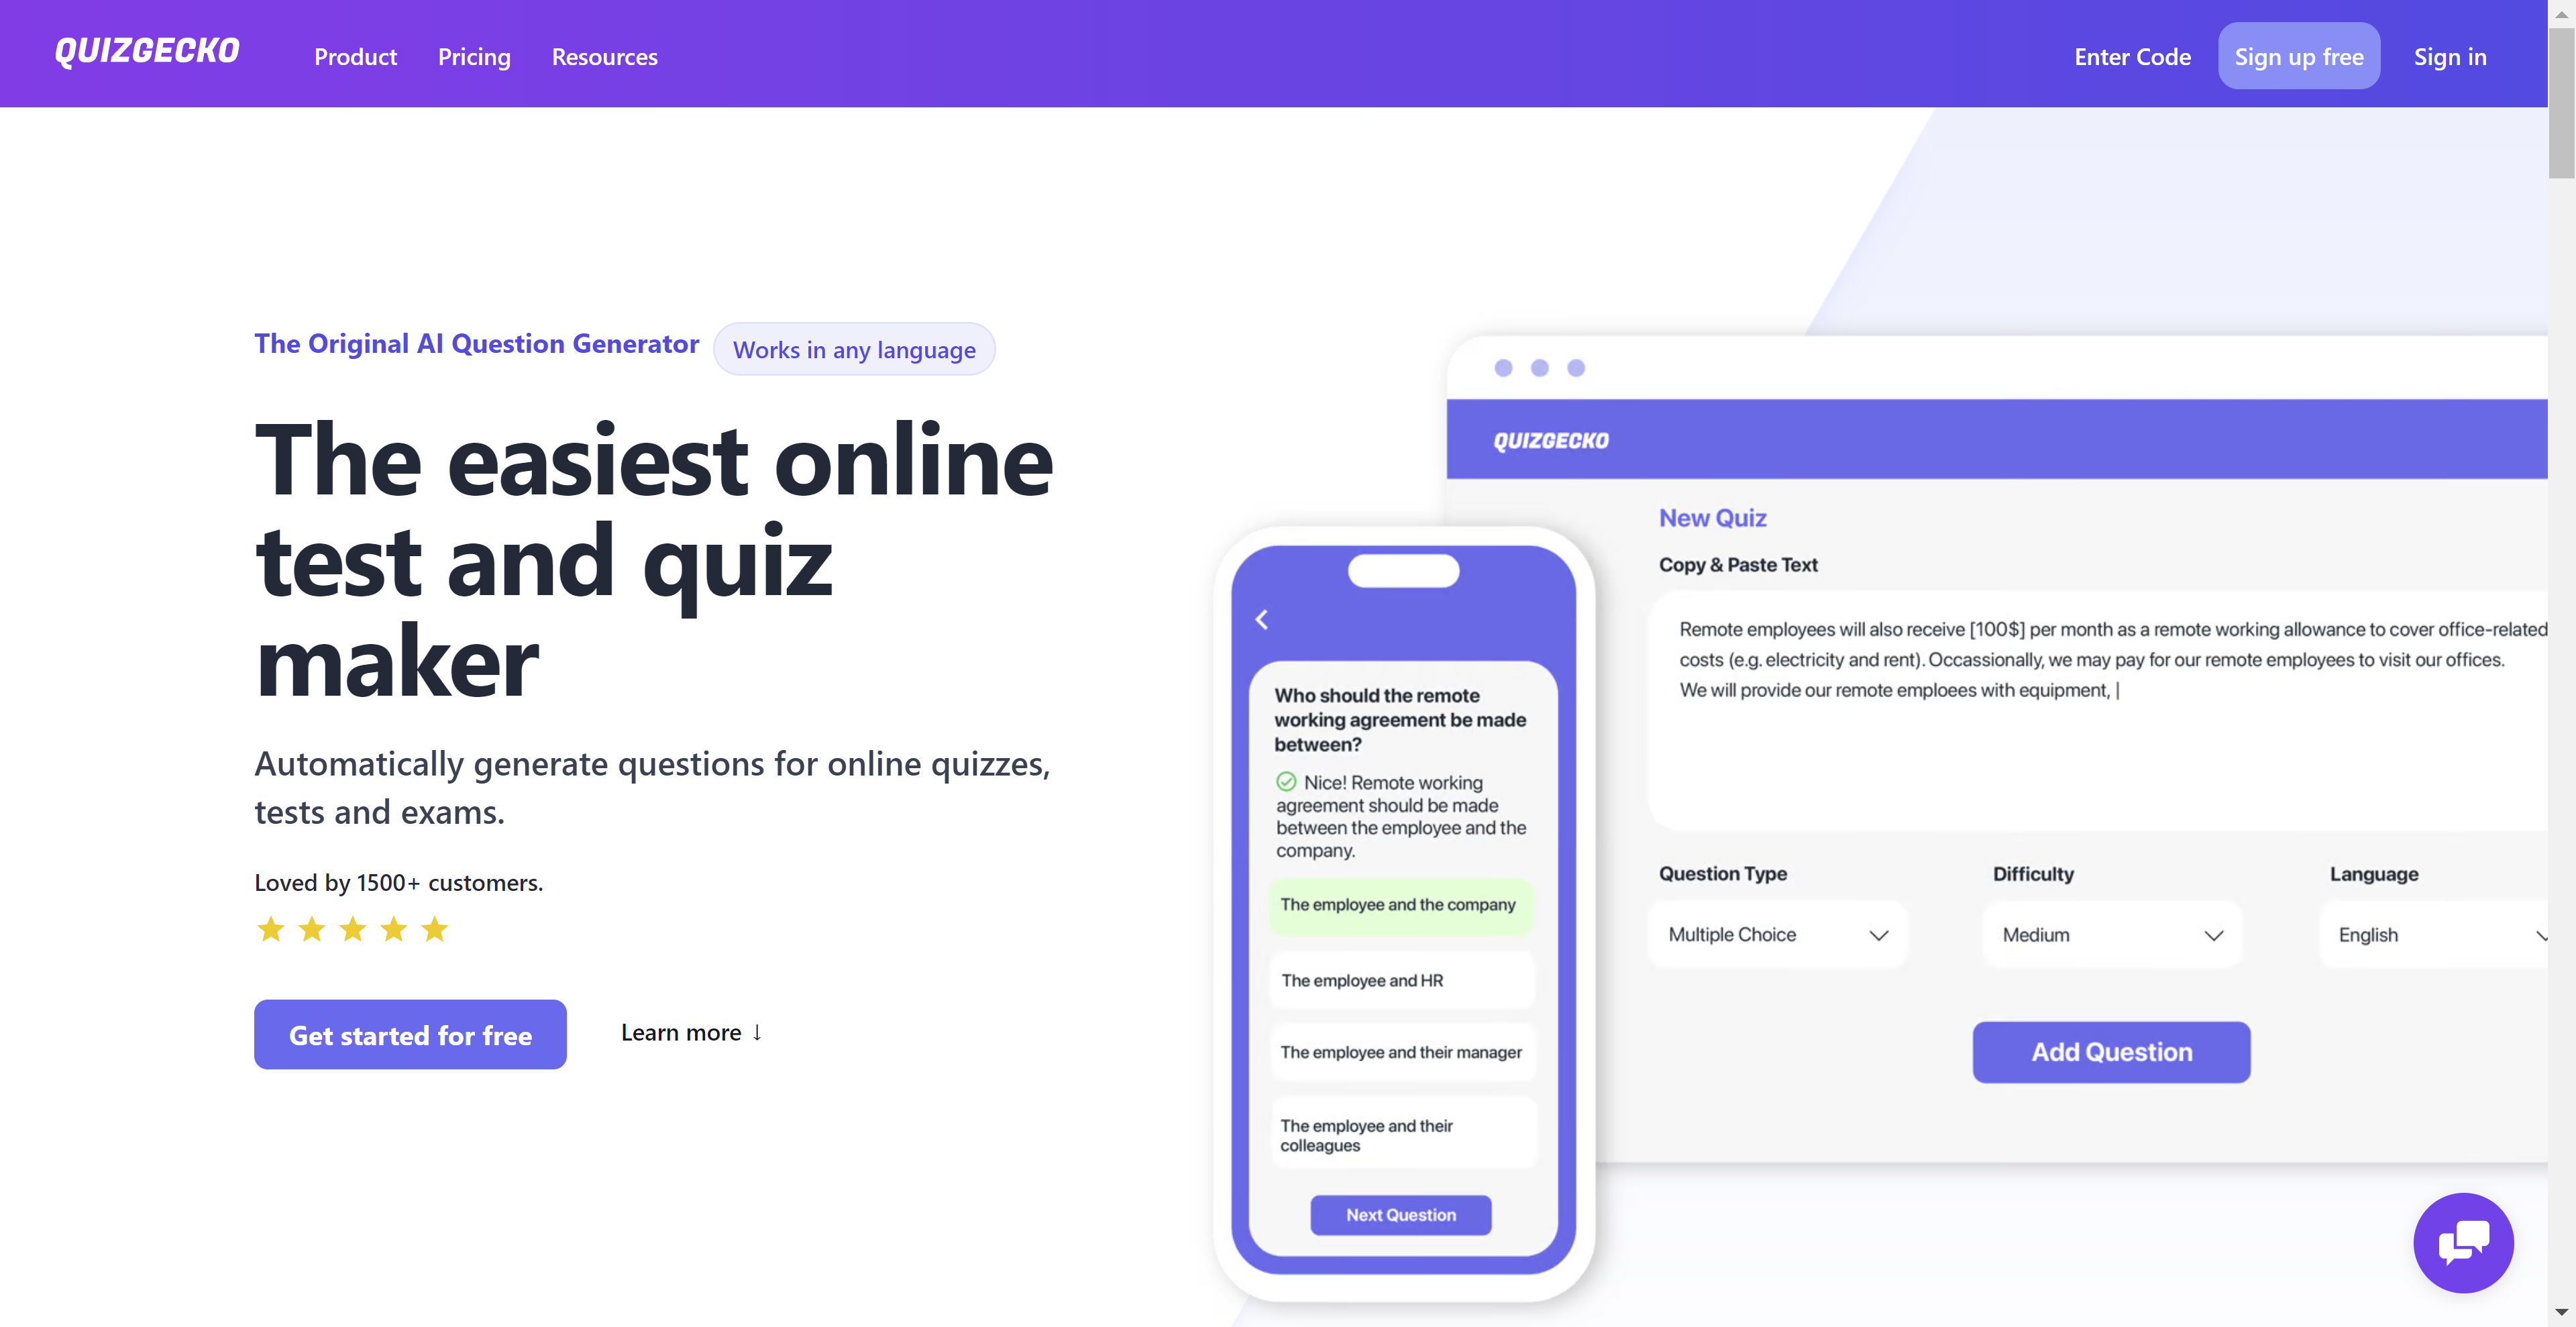 QUIZGECKO
Product
Pricing
Resources
Enter Code
Sign up free
Sign in
The Original AI Question Generator
Works in any language
The easiest online
test and quiz
maker
Automatically generate questions for online quizzes,
tests and exams.
Loved by 1500+ customers.
Get started for free
Learn more ↓
Who should the remote
working agreement be made
between?
Nice! Remote working
agreement should be made
between the employee and the
company.
The employee and the company
The employee and HR
The employee and their manager
The employee and their
colleagues
Next Question
QUIZGECKO
New Quiz
Copy & Paste Text
Remote employees will also receive [100$] per month as a remote working allowance to cover office-related
costs (e.g. electricity and rent). Occassionally, we may pay for our remote employees to visit our offices.
We will provide our remote emploees with equipment, |
Question Type
Difficulty
Language
Multiple Choice
Medium
English
Add Question